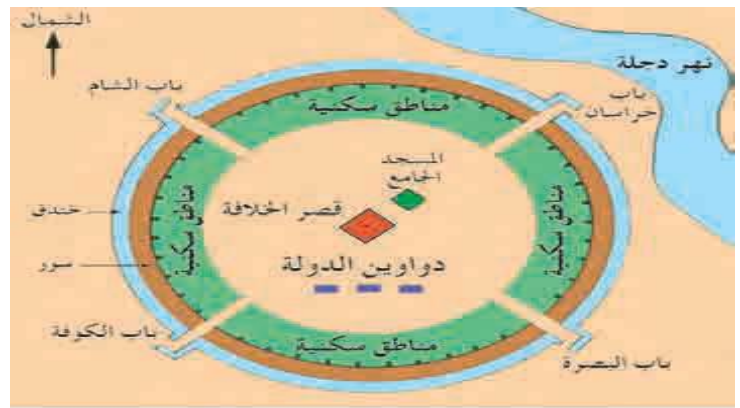 الشمال
نهر دجلة
باب الشام
باب
خراسان
مناطق سكنية
المسجد
الجامع
قصر الخلافة
خندق
مناطق سكنية
مناطق سكنية
سور
دواوين الدولة
باب الكوفة
مناطق سكنية
باب البصرة